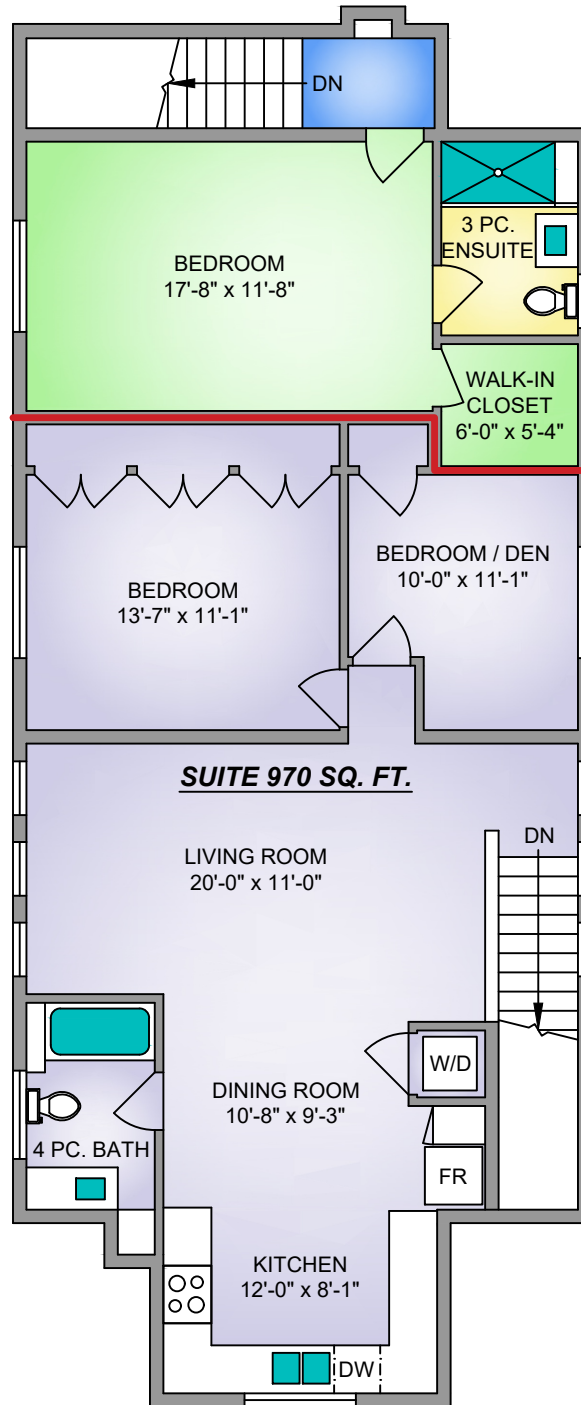 DN
BEDROOM
17'-8" x 11'-8"
3 PC.
ENSUITE
WALK-IN
CLOSET
6'-0" x 5'-4"
BEDROOM
13'-7" x 11'-1"
BEDROOM / DEN
10'-0" x 11'-1"
SUITE 970 SQ. FT.
LIVING ROOM
20'-0" x 11'-0"
DN
W/D
DINING ROOM
10'-8" x 9'-3"
4 PC. BATH
FR
KITCHEN
12'-0" x 8'-1"
DW